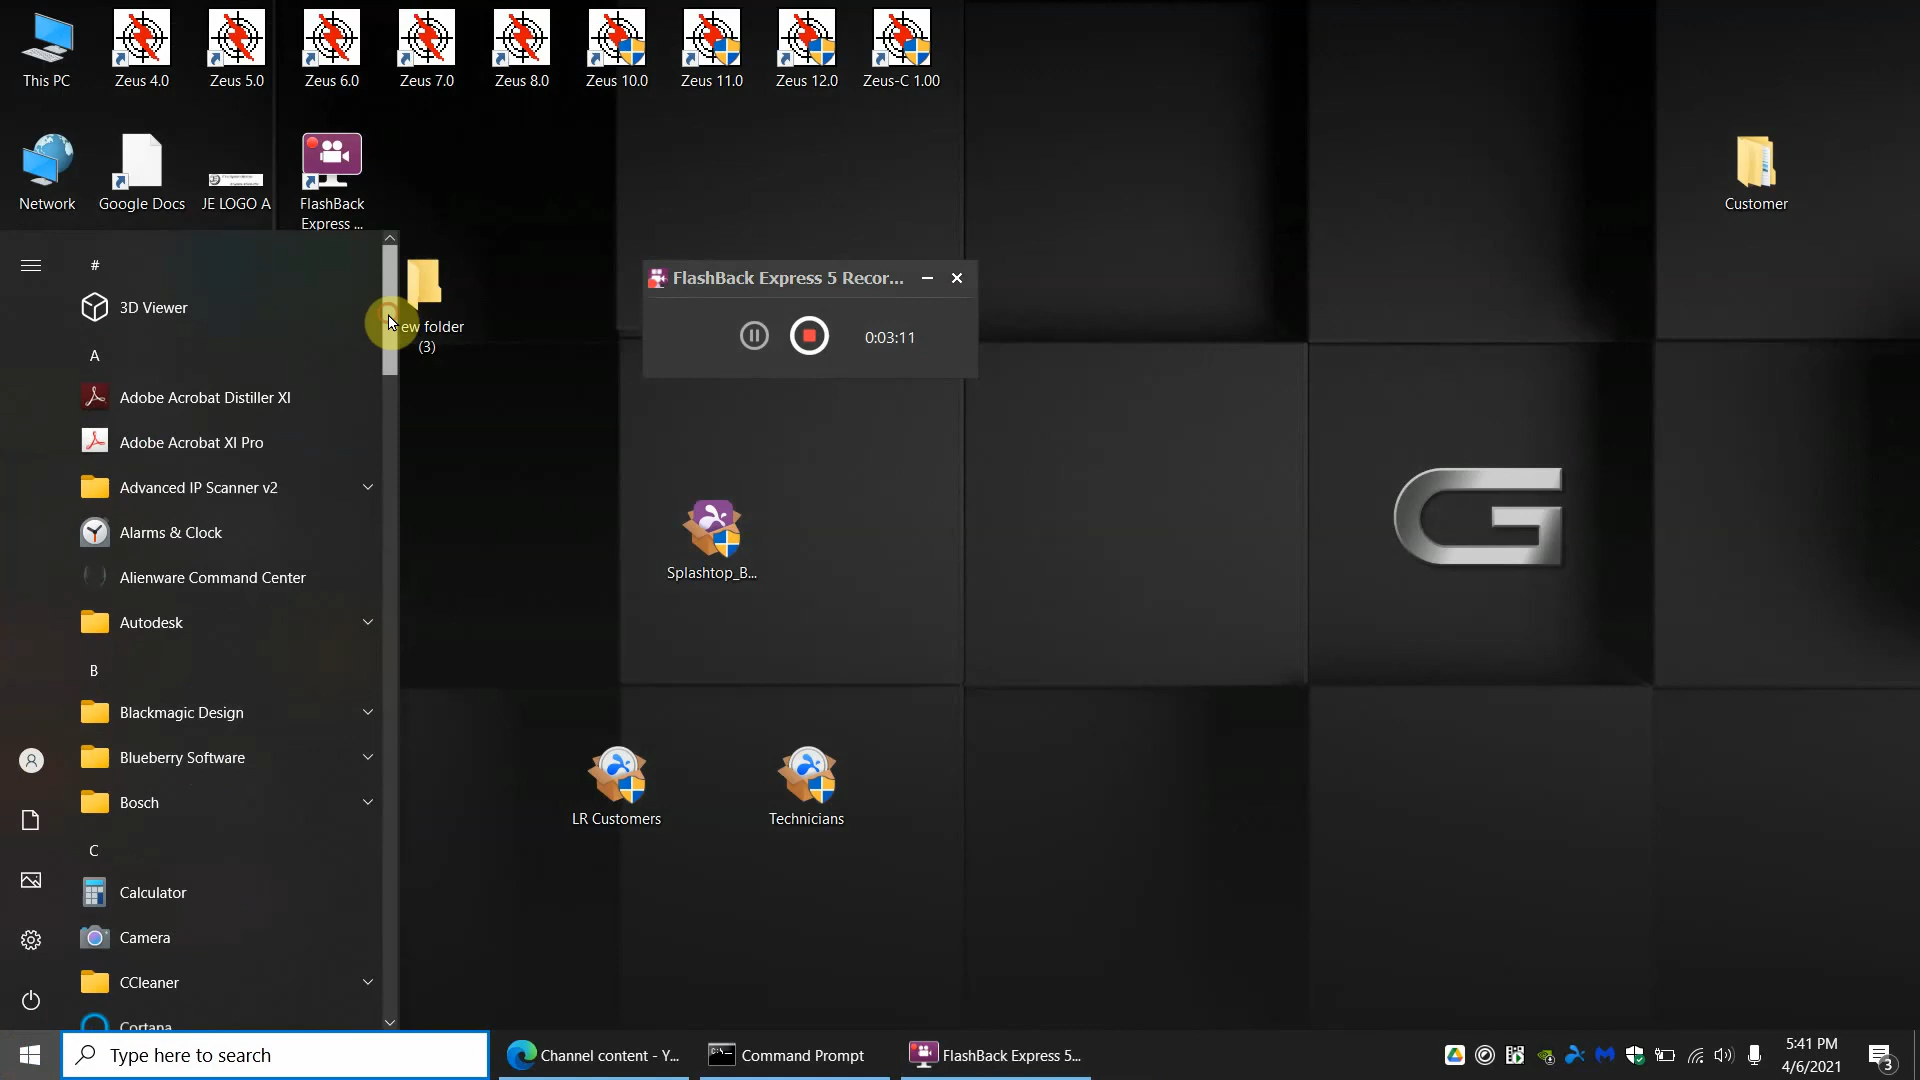 This PC
Zeus 4.0
Zeus 5.0
Zeus 6.0
Zeus 7.0
Zeus 8.0
Zeus 10.0
Zeus 11.0
Zeus 12.0
Zeus-C 1.00
Network
Google Docs
JE LOGO A
FlashBack
Express ...
Customer
#
3D Viewer
A
Adobe Acrobat Distiller XI
Adobe Acrobat XI Pro
Advanced IP Scanner v2
Alarms & Clock
Alienware Command Center
Autodesk
B
Blackmagic Design
Blueberry Software
Bosch
C
Calculator
Camera
CCleaner
Cortana
ew folder
(3)
FlashBack Express 5 Recor...
0:03:11
Splashtop_B...
G
LR Customers
Technicians
Type here to search
Channel content - Y...
Command Prompt
FlashBack Express 5...
5:41 PM
4/6/2021
3